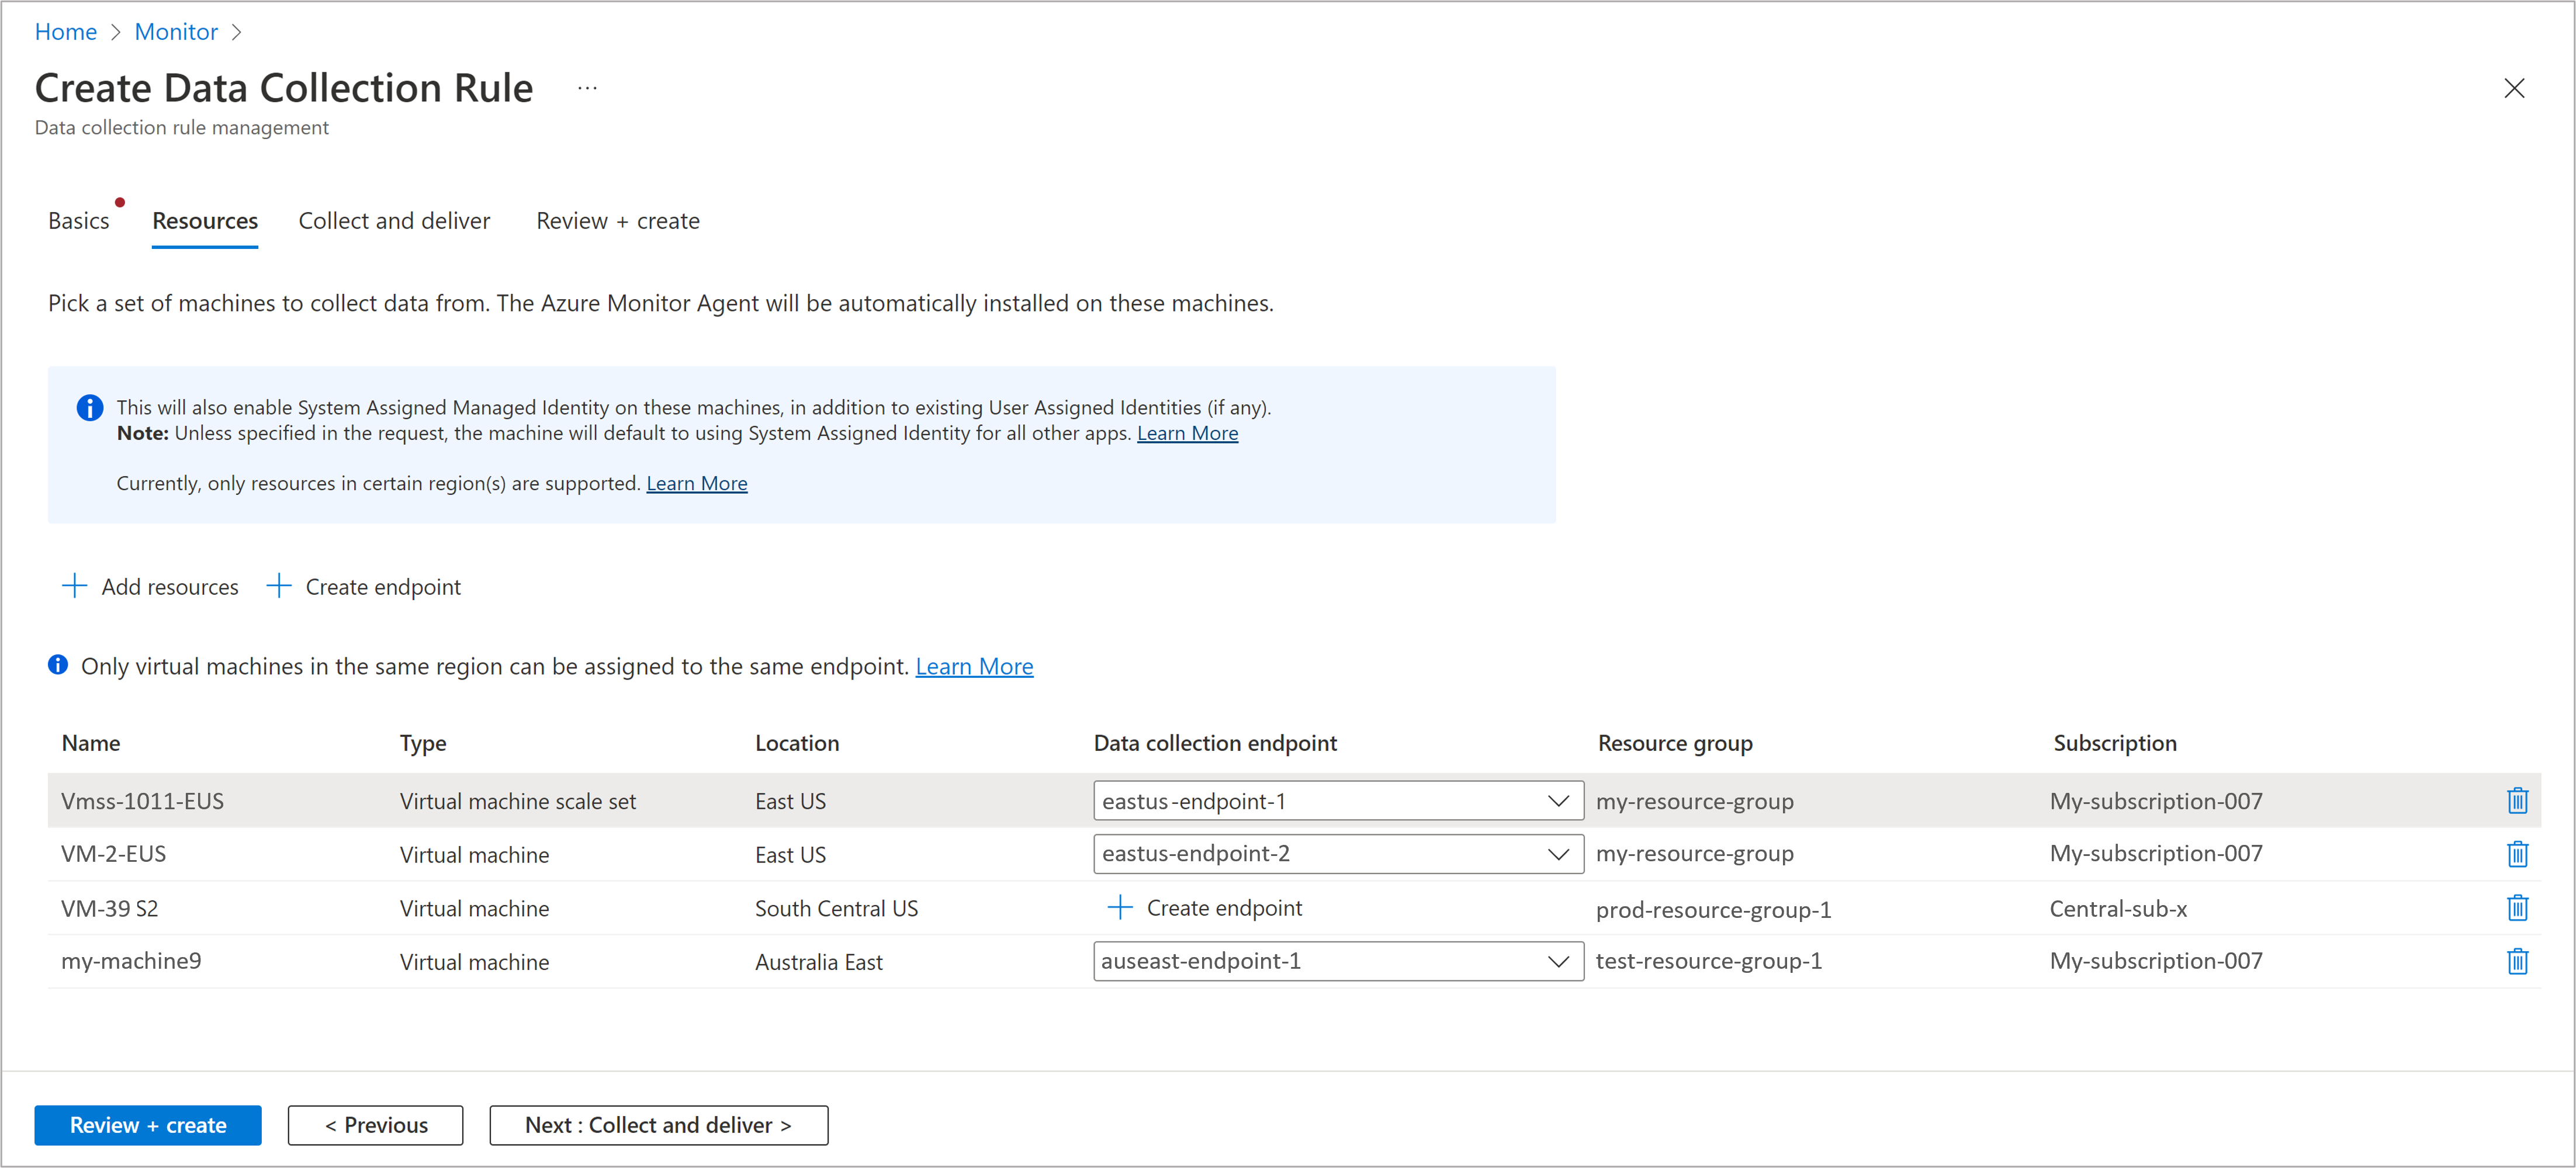 Home > Monitor >
Create Data Collection Rule ...
Data collection rule management
Basics Resources Collect and deliver Review + create
Pick a set of machines to collect data from. The Azure Monitor Agent will be automatically installed on these machines.
This will also enable System Assigned Managed Identity on these machines, in addition to existing User Assigned Identities (if any).
Note: Unless specified in the request, the machine will default to using System Assigned Identity for all other apps. Learn More
Currently, only resources in certain region(s) are supported. Learn More
+ Add resources + Create endpoint
Only virtual machines in the same region can be assigned to the same endpoint. Learn More
Name Type Location Data collection endpoint Resource group Subscription
Vmss-1011-EUS Virtual machine scale set East US eastus-endpoint-1 my-resource-group My-subscription-007
VM-2-EUS Virtual machine East US eastus-endpoint-2 my-resource-group My-subscription-007
VM-39 S2 Virtual machine South Central US + Create endpoint prod-resource-group-1 Central-sub-x
my-machine9 Virtual machine Australia East auseast-endpoint-1 test-resource-group-1 My-subscription-007
Review + create < Previous Next : Collect and deliver >